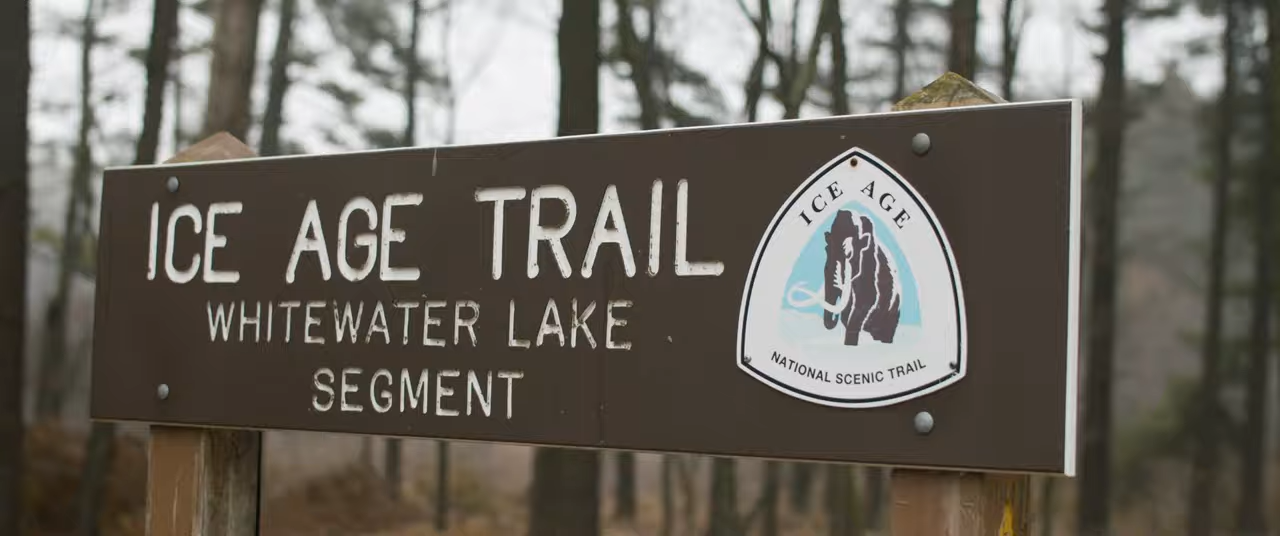 ICE AGE TRAIL
WHITEWATER LAKE
SEGMENT
ICE AGE
NATIONAL SCENIC TRAIL